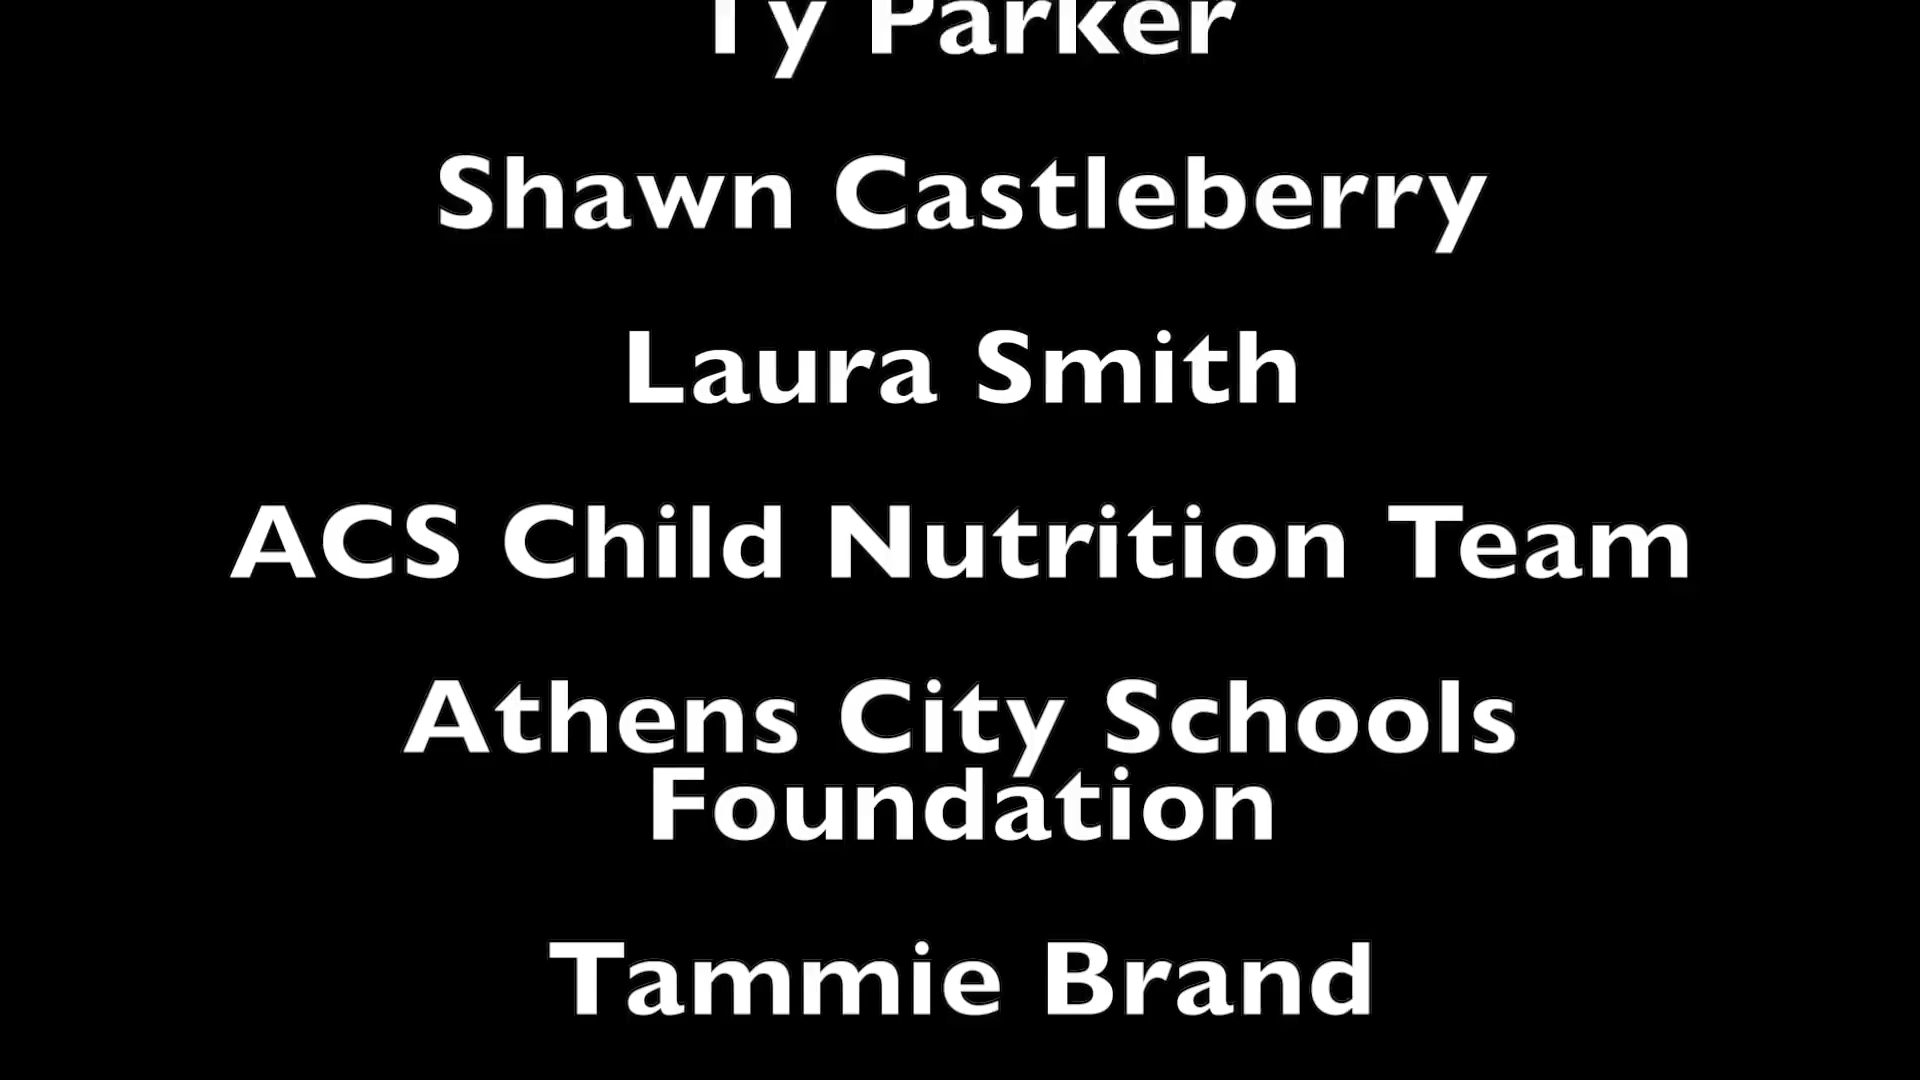 Ty Parker
Shawn Castleberry
Laura Smith
ACS Child Nutrition Team
Athens City Schools
Foundation
Tammie Brand